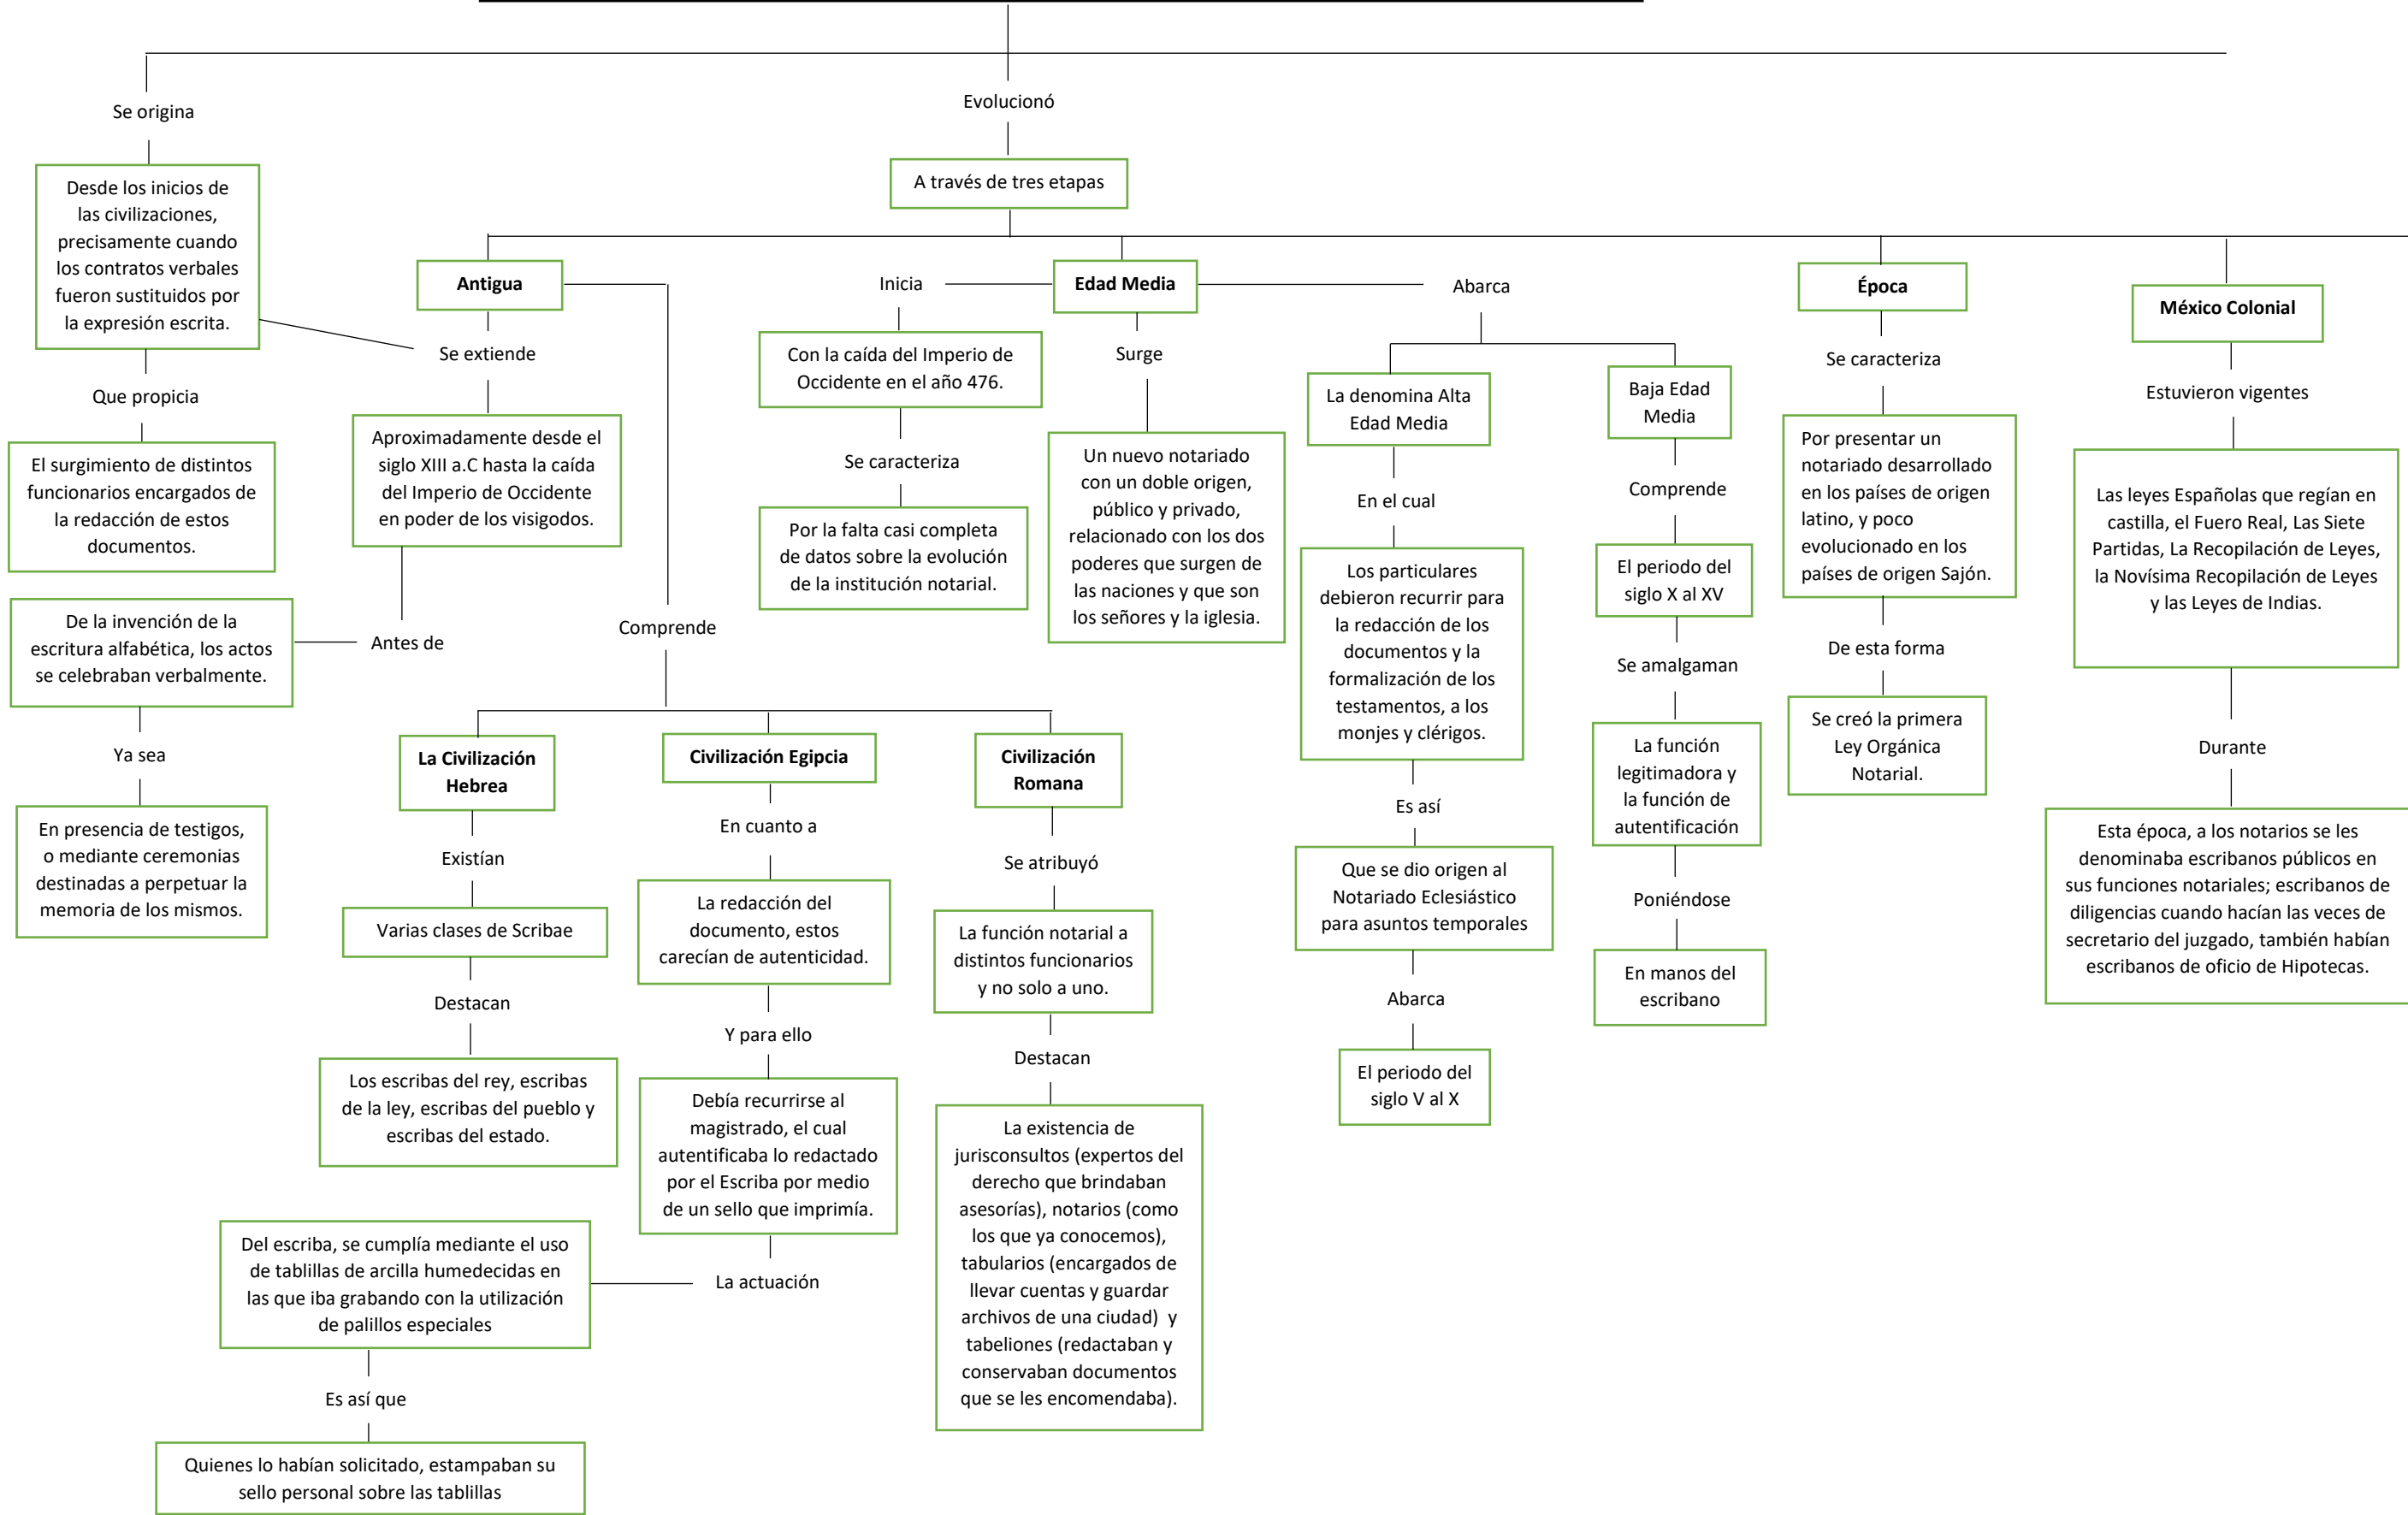 Se origina
Desde los inicios de
las civilizaciones,
precisamente cuando
los contratos verbales
fueron sustituidos por
la expresión escrita.
Que propicia
El surgimiento de distintos
funcionarios encargados de
la redacción de estos
documentos.
Evolucionó
A través de tres etapas
Antigua
Se extiende
Aproximadamente desde el
siglo XIII a.C hasta la caída
del Imperio de Occidente
en poder de los visigodos.
Antes de
De la invención de la
escritura alfabética, los actos
se celebraban verbalmente.
Ya sea
En presencia de testigos,
o mediante ceremonias
destinadas a perpetuar la
memoria de los mismos.
Comprende
La Civilización
Hebrea
Existían
Varias clases de Scribae
Destacan
Los escribas del rey, escribas
de la ley, escribas del pueblo y
escribas del estado.
Civilización Egipcia
En cuanto a
La redacción del
documento, estos
carecían de autenticidad.
Y para ello
Debía recurrirse al
magistrado, el cual
autentificaba lo redactado
por el Escriba por medio
de un sello que imprimía.
La actuación
Del escriba, se cumplía mediante el uso
de tablillas de arcilla humedecidas en
las que iba grabando con la utilización
de palillos especiales
Es así que
Quienes lo habían solicitado, estampaban su
sello personal sobre las tablillas
Civilización
Romana
Se atribuyó
La función notarial a
distintos funcionarios
y no solo a uno.
Destacan
La existencia de
jurisconsultos (expertos del
derecho que brindaban
asesorías), notarios (como
los que ya conocemos),
tabularios (encargados de
llevar cuentas y guardar
archivos de una ciudad) y
tabeliones (redactaban y
conservaban documentos
que se les encomendaba).
Edad Media
Inicia
Con la caída del Imperio de
Occidente en el año 476.
Se caracteriza
Por la falta casi completa
de datos sobre la evolución
de la institución notarial.
Surge
Un nuevo notariado
con un doble origen,
público y privado,
relacionado con los dos
poderes que surgen de
las naciones y que son
los señores y la iglesia.
Abarca
La denomina Alta
Edad Media
En el cual
Los particulares
debieron recurrir para
la redacción de los
documentos y la
formalización de los
testamentos, a los
monjes y clérigos.
Es así
Que se dio origen al
Notariado Eclesiástico
para asuntos temporales
Abarca
El periodo del
siglo V al X
Baja Edad
Media
Comprende
El periodo del
siglo X al XV
Se amalgaman
La función
legitimadora y
la función de
autentificación
Poniéndose
En manos del
escribano
Época
Se caracteriza
Por presentar un
notariado desarrollado
en los países de origen
latino, y poco
evolucionado en los
países de origen Sajón.
De esta forma
Se creó la primera
Ley Orgánica
Notarial.
México Colonial
Estuvieron vigentes
Las leyes Españolas que regían en
castilla, el Fuero Real, Las Siete
Partidas, La Recopilación de Leyes,
la Novísima Recopilación de Leyes
y las Leyes de Indias.
Durante
Esta época, a los notarios se les
denominaba escribanos públicos en
sus funciones notariales; escribanos de
diligencias cuando hacían las veces de
secretario del juzgado, también habían
escribanos de oficio de Hipotecas.